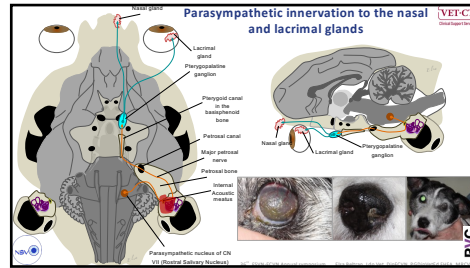 Parasympathetic innervation to the nasal
and lacrimal glands
VET·CT
Nasal gland
Lacrimal
gland
Pterygopalatine
ganglion
Pterygoid canal
in the
basisphenoid
bone
Petrosal canal
Major petrosal
nerve
Petrosal bone
Internal
Acoustic
meatus
Parasympathetic nucleus of CN
VII (Rostral Salivary Nucleus)
Nasal gland
Lacrimal gland
Pterygopalatine
ganglion